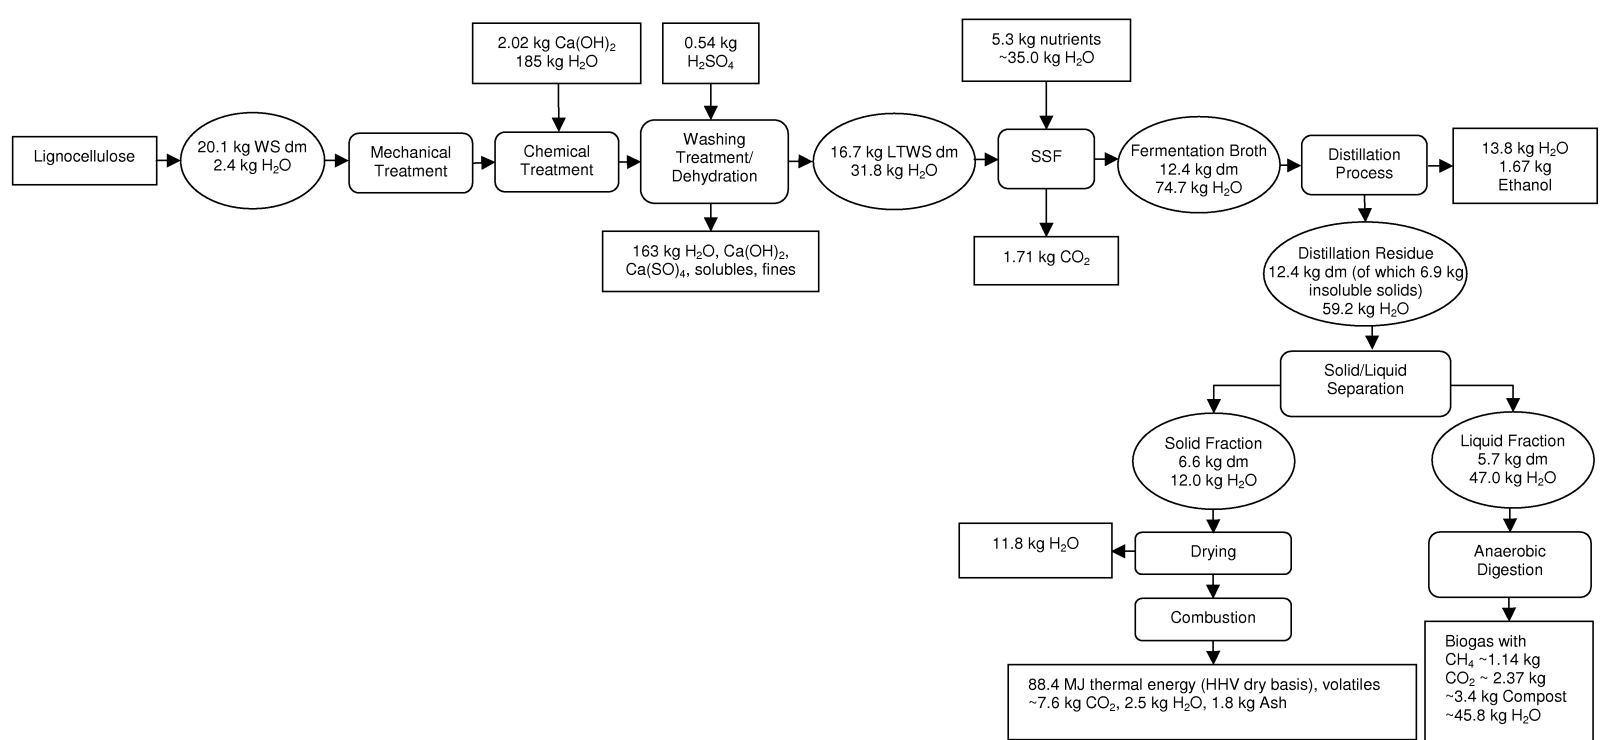 Lignocellulose
20.1 kg WS dm
2.4 kg H₂O
Mechanical
Treatment
2.02 kg Ca(OH)₂
185 kg H₂O
Chemical
Treatment
0.54 kg
H₂SO₄
Washing
Treatment/
Dehydration
163 kg H₂O, Ca(OH)₂,
Ca(SO)₄, solubles, fines
16.7 kg LTWS dm
31.8 kg H₂O
5.3 kg nutrients
~35.0 kg H₂O
SSF
1.71 kg CO₂
Fermentation Broth
12.4 kg dm
74.7 kg H₂O
Distillation
Process
13.8 kg H₂O
1.67 kg
Ethanol
Distillation Residue
12.4 kg dm (of which 6.9 kg
insoluble solids)
59.2 kg H₂O
Solid/Liquid
Separation
Solid Fraction
6.6 kg dm
12.0 kg H₂O
Liquid Fraction
5.7 kg dm
47.0 kg H₂O
11.8 kg H₂O
Drying
Combustion
88.4 MJ thermal energy (HHV dry basis), volatiles
~7.6 kg CO₂, 2.5 kg H₂O, 1.8 kg Ash
Anaerobic
Digestion
Biogas with
CH₄ ~1.14 kg
CO₂ ~ 2.37 kg
~3.4 kg Compost
~45.8 kg H₂O